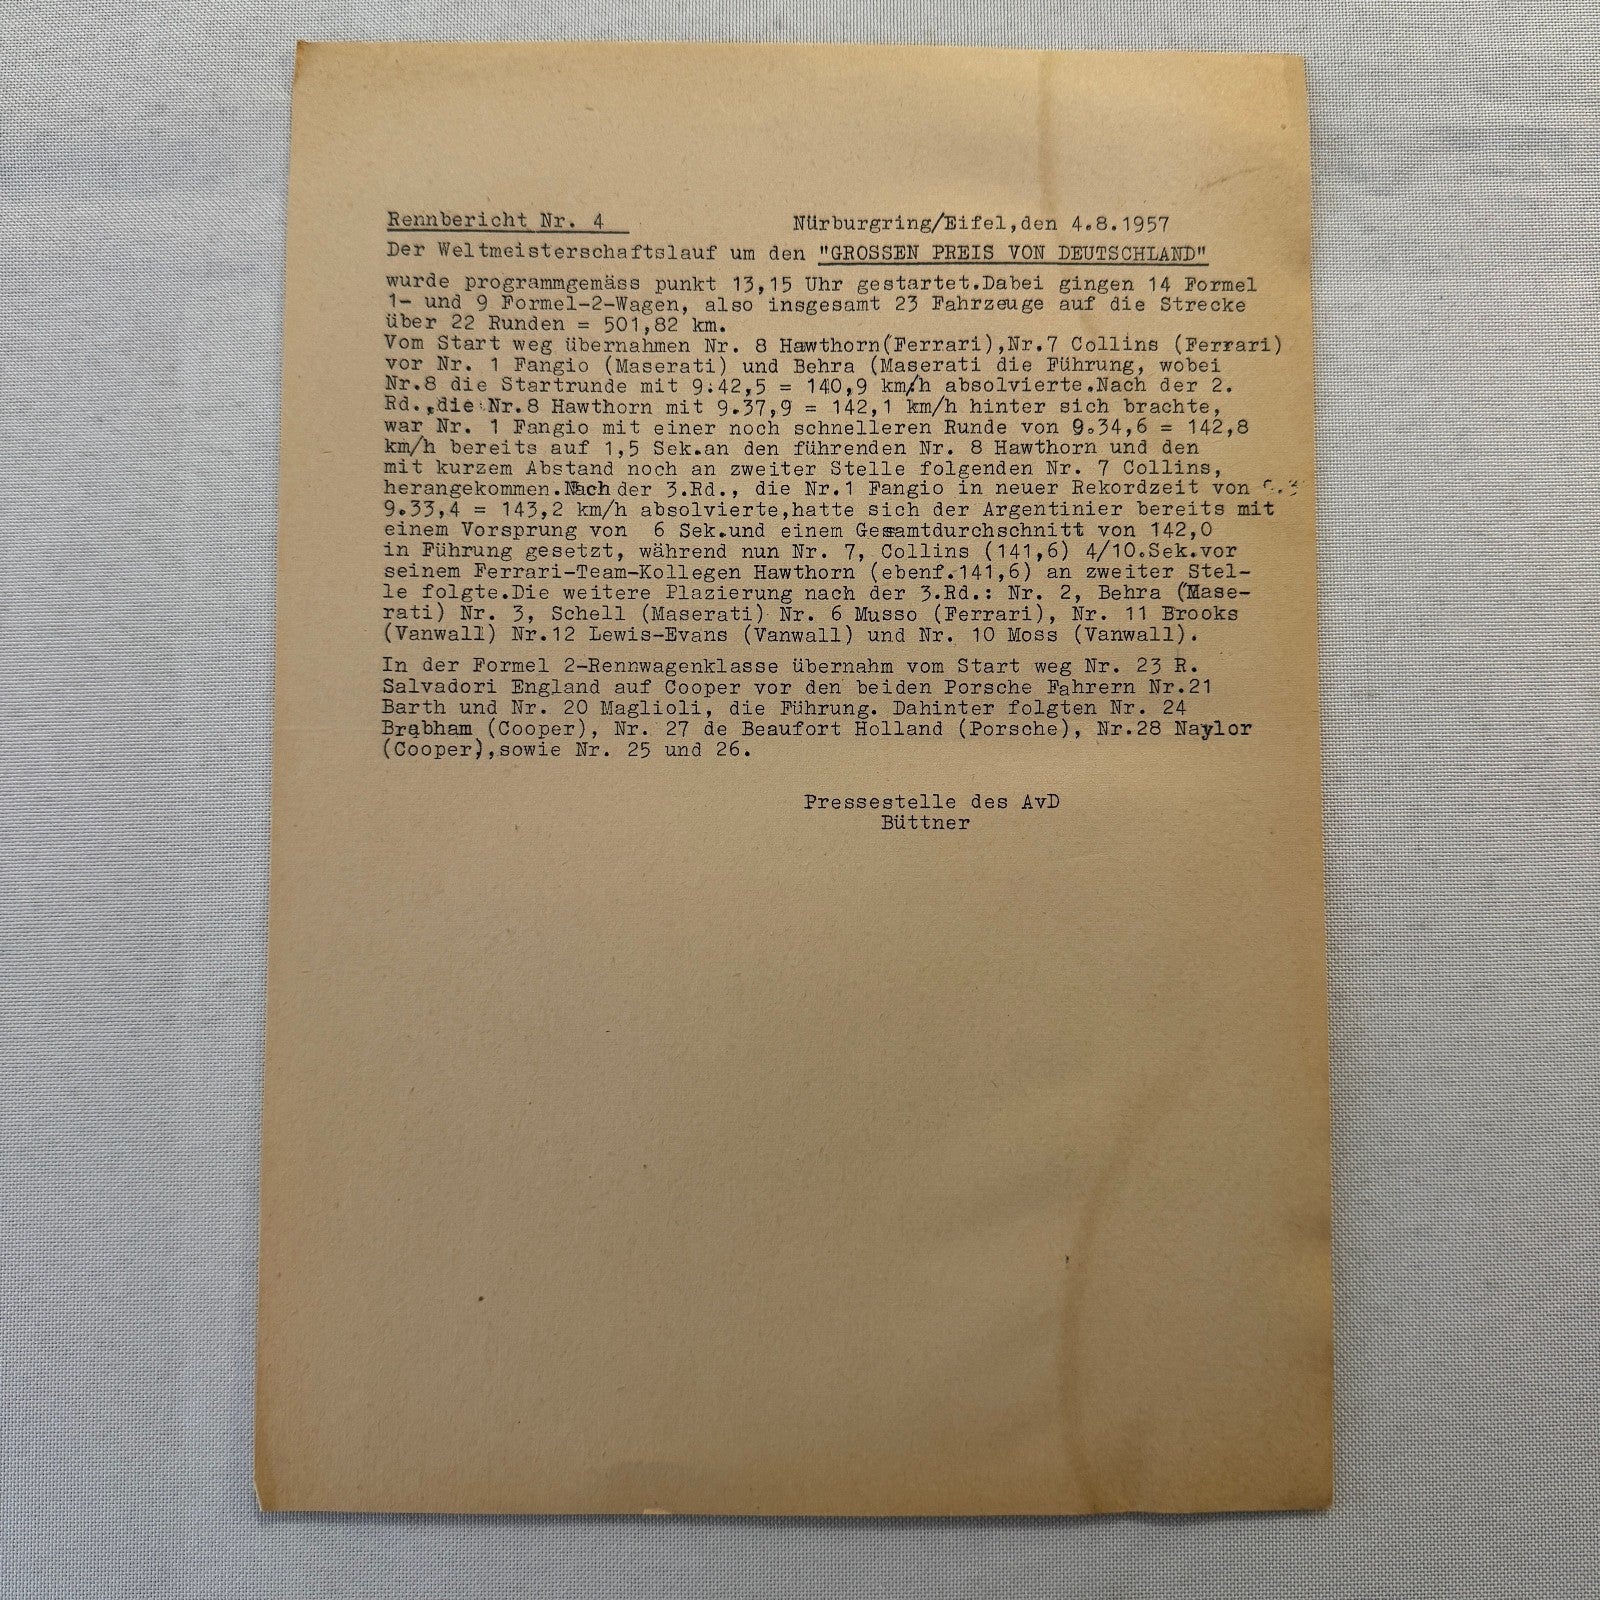 Rennbericht Nr. 4 Nürburgring/Eifel,den 4.8.1957
Der Weltmeisterschaftslauf um den "GROSSEN PREIS VON DEUTSCHLAND"
wurde programmgemäss punkt 13,15 Uhr gestartet.Dabei gingen 14 Formel
1- und 9 Formel-2-Wagen, also insgesamt 23 Fahrzeuge auf die Strecke
über 22 Runden = 501,82 km.
Vom Start weg übernahmen Nr. 8 Hawthorn(Ferrari),Nr.7 Collins (Ferrari)
vor Nr. 1 Fangio (Maserati) und Behra (Maserati die Führung, wobei
Nr.8 die Startrunde mit 9:42,5 = 140,9 km/h absolvierte.Nach der 2.
Rd.,die Nr.8 Hawthorn mit 9.37,9 = 142,1 km/h hinter sich brachte,
war Nr. 1 Fangio mit einer noch schnelleren Runde von 9.34,6 = 142,8
km/h bereits auf 1,5 Sek.an den führenden Nr. 8 Hawthorn und den
mit kurzem Abstand noch an zweiter Stelle folgenden Nr. 7 Collins,
herangekommen.Nach der 3.Rd., die Nr.1 Fangio in neuer Rekordzeit von
9.33,4 = 143,2 km/h absolvierte,hatte sich der Argentinier bereits mit
einem Vorsprung von 6 Sek.und einem Gesamtdurchschnitt von 142,0
in Führung gesetzt, während nun Nr. 7, Collins (141,6) 4/10.Sek.vor
seinem Ferrari-Team-Kollegen Hawthorn (ebenf.141,6) an zweiter Stel-
le folgte.Die weitere Plazierung nach der 3.Rd.: Nr. 2, Behra (Mase-
rati) Nr. 3, Schell (Maserati) Nr. 6 Musso (Ferrari), Nr. 11 Brooks
(Vanwall) Nr.12 Lewis-Evans (Vanwall) und Nr. 10 Moss (Vanwall).
In der Formel 2-Rennwagenklasse übernahm vom Start weg Nr. 23 R.
Salvadori England auf Cooper vor den beiden Porsche Fahrern Nr.21
Barth und Nr. 20 Maglioli, die Führung. Dahinter folgten Nr. 24
Brabham (Cooper), Nr. 27 de Beaufort Holland (Porsche), Nr.28 Naylor
(Cooper),sowie Nr. 25 und 26.
Pressestelle des AvD
Büttner